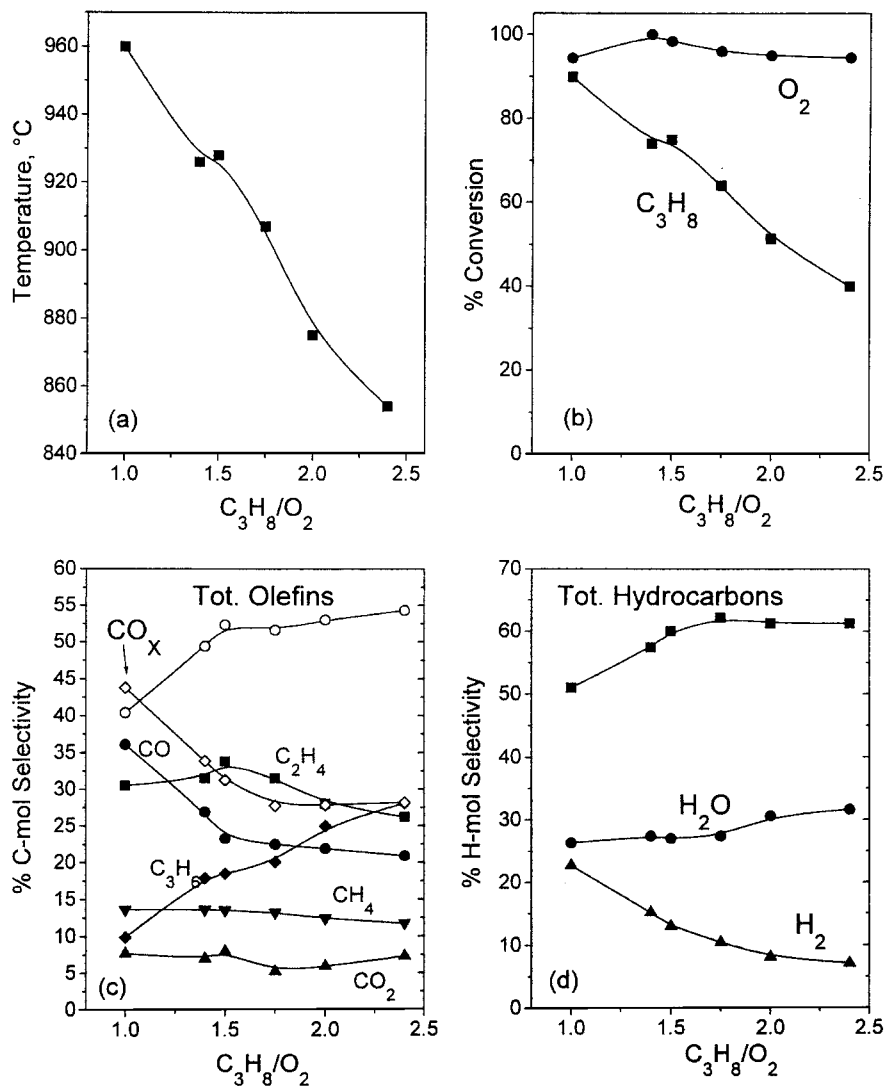 960
940
920
900
880
860
840
Temperature, °C
(a)
1.0 1.5 2.0 2.5
C₃H₈/O₂
100
80
60
40
20
0
% Conversion
O₂
C₃H₈
(b)
1.0 1.5 2.0 2.5
C₃H₈/O₂
60
55
50
45
40
35
30
25
20
15
10
5
0
% C-mol Selectivity
Tot. Olefins
COₓ
CO
C₂H₄
C₃H₆
CH₄
CO₂
(c)
1.0 1.5 2.0 2.5
C₃H₈/O₂
70
60
50
40
30
20
10
0
% H-mol Selectivity
Tot. Hydrocarbons
H₂O
H₂
(d)
1.0 1.5 2.0 2.5
C₃H₈/O₂